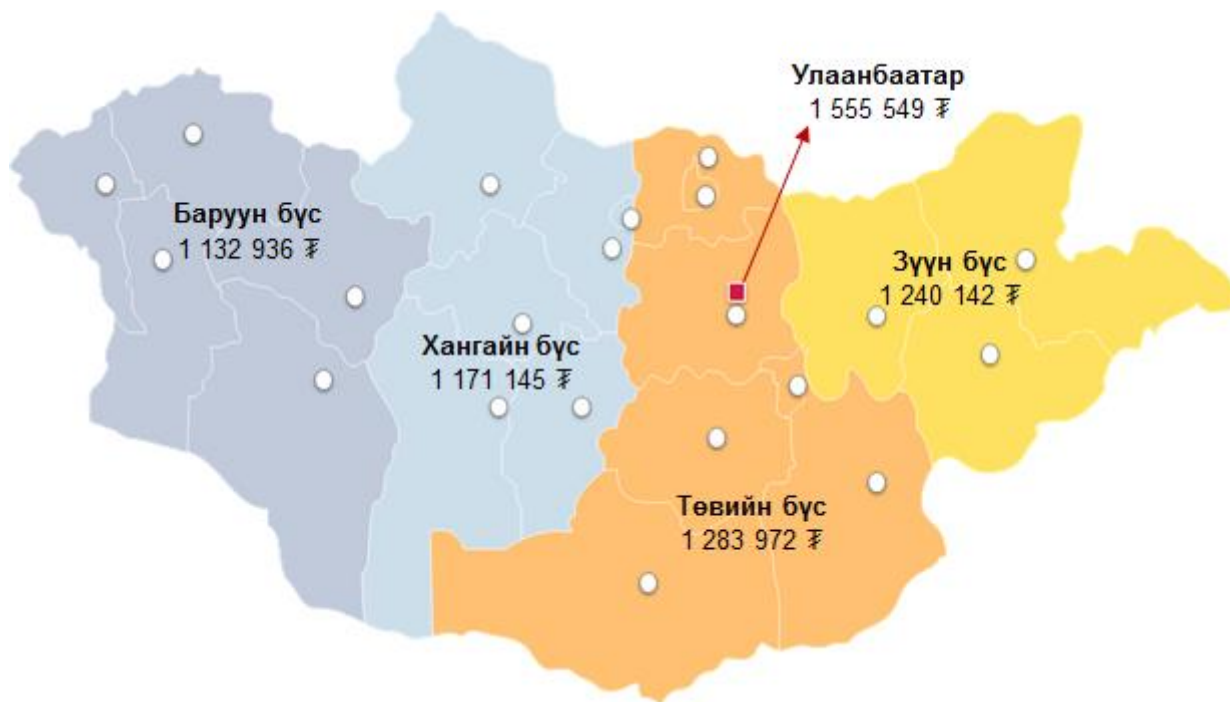 Улаанбаатар
1 555 549 ₮
Баруун бүс
1 132 936 ₮
Зүүн бүс
1 240 142 ₮
Хангайн бүс
1 171 145 ₮
Төвийн бүс
1 283 972 ₮